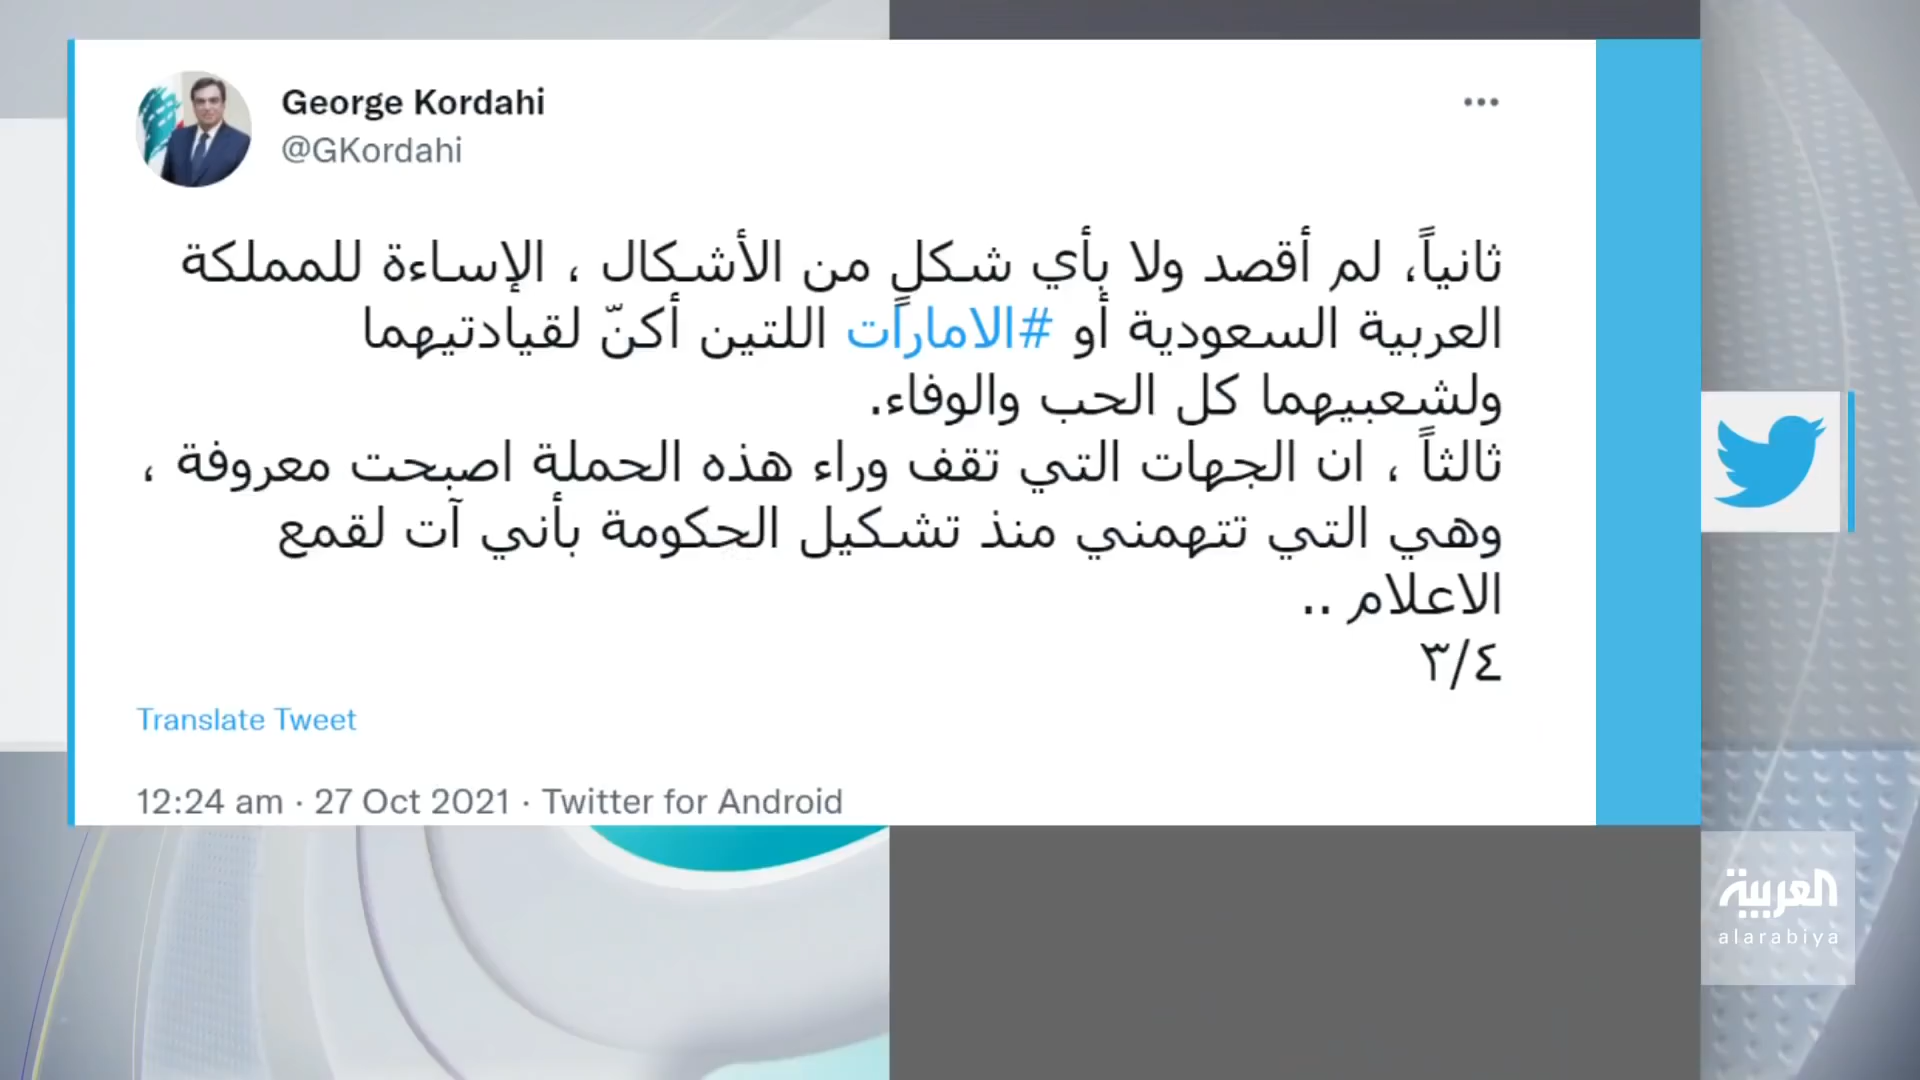 George Kordahi
@GKordahi
ثانياً، لم أقصد ولا بأي شكلٍ من الأشكال ، الإساءة للمملكة
العربية السعودية أو #الامارات اللتين أكنّ لقيادتيهما
ولشعبيهما كل الحب والوفاء.
ثالثاً ، ان الجهات التي تقف وراء هذه الحملة اصبحت معروفة ،
وهي التي تتهمني منذ تشكيل الحكومة بأني آت لقمع
الاعلام ..
٣/٤
Translate Tweet
12:24 am · 27 Oct 2021 · Twitter for Android
العربية
alarabiya